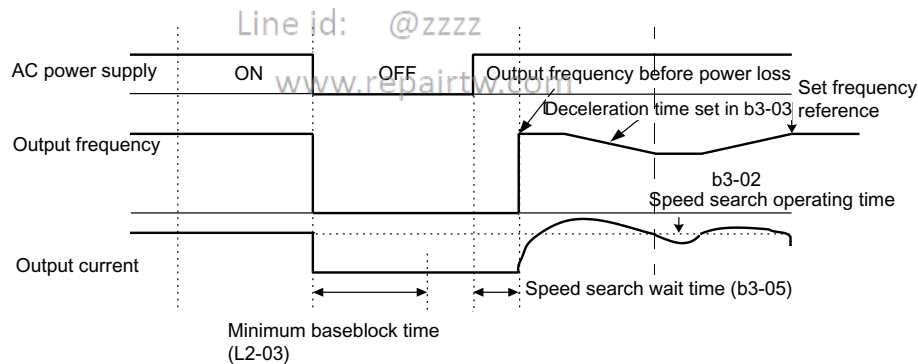 Line id: @zzzz
AC power supply
ON
OFF
Output frequency before power loss
www.repairtw.com
Set frequency
reference
Deceleration time set in b3-03
Output frequency
b3-02
Speed search operating time
Output current
Speed search wait time (b3-05)
Minimum baseblock time
(L2-03)